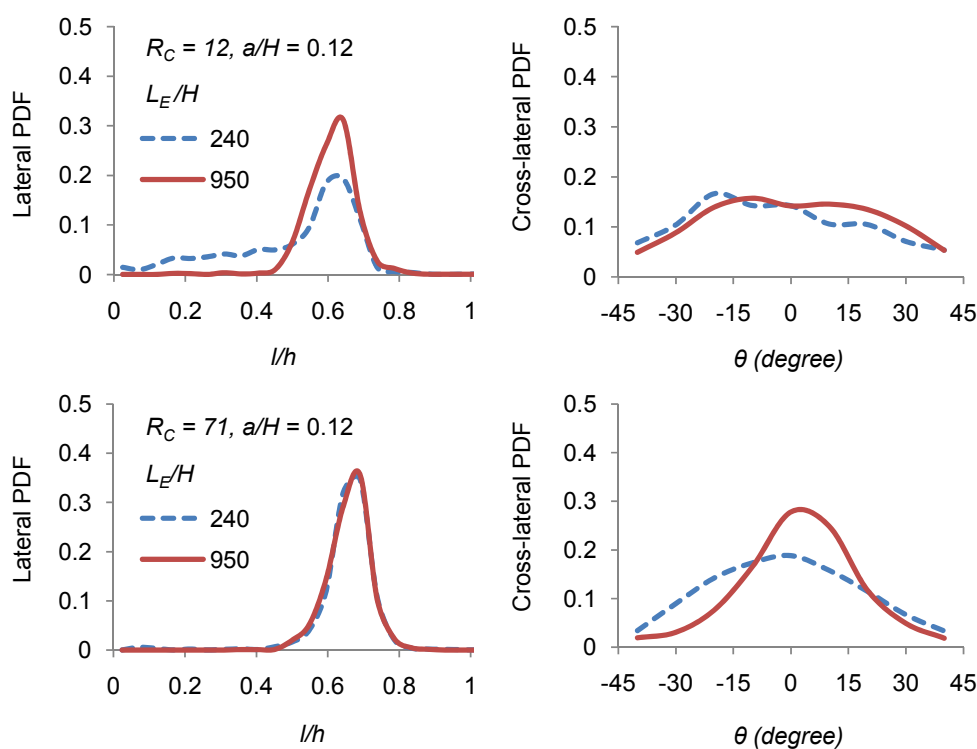 0.5
0.4
0.3
0.2
0.1
0
Lateral PDF
R_C = 12, a/H = 0.12
L_E/H
240
950
0 0.2 0.4 0.6 0.8 1
l/h
0.5
0.4
0.3
0.2
0.1
0
Cross-lateral PDF
-45 -30 -15 0 15 30 45
θ (degree)
0.5
0.4
0.3
0.2
0.1
0
Lateral PDF
R_C = 71, a/H = 0.12
L_E/H
240
950
0 0.2 0.4 0.6 0.8 1
l/h
0.5
0.4
0.3
0.2
0.1
0
Cross-lateral PDF
-45 -30 -15 0 15 30 45
θ (degree)